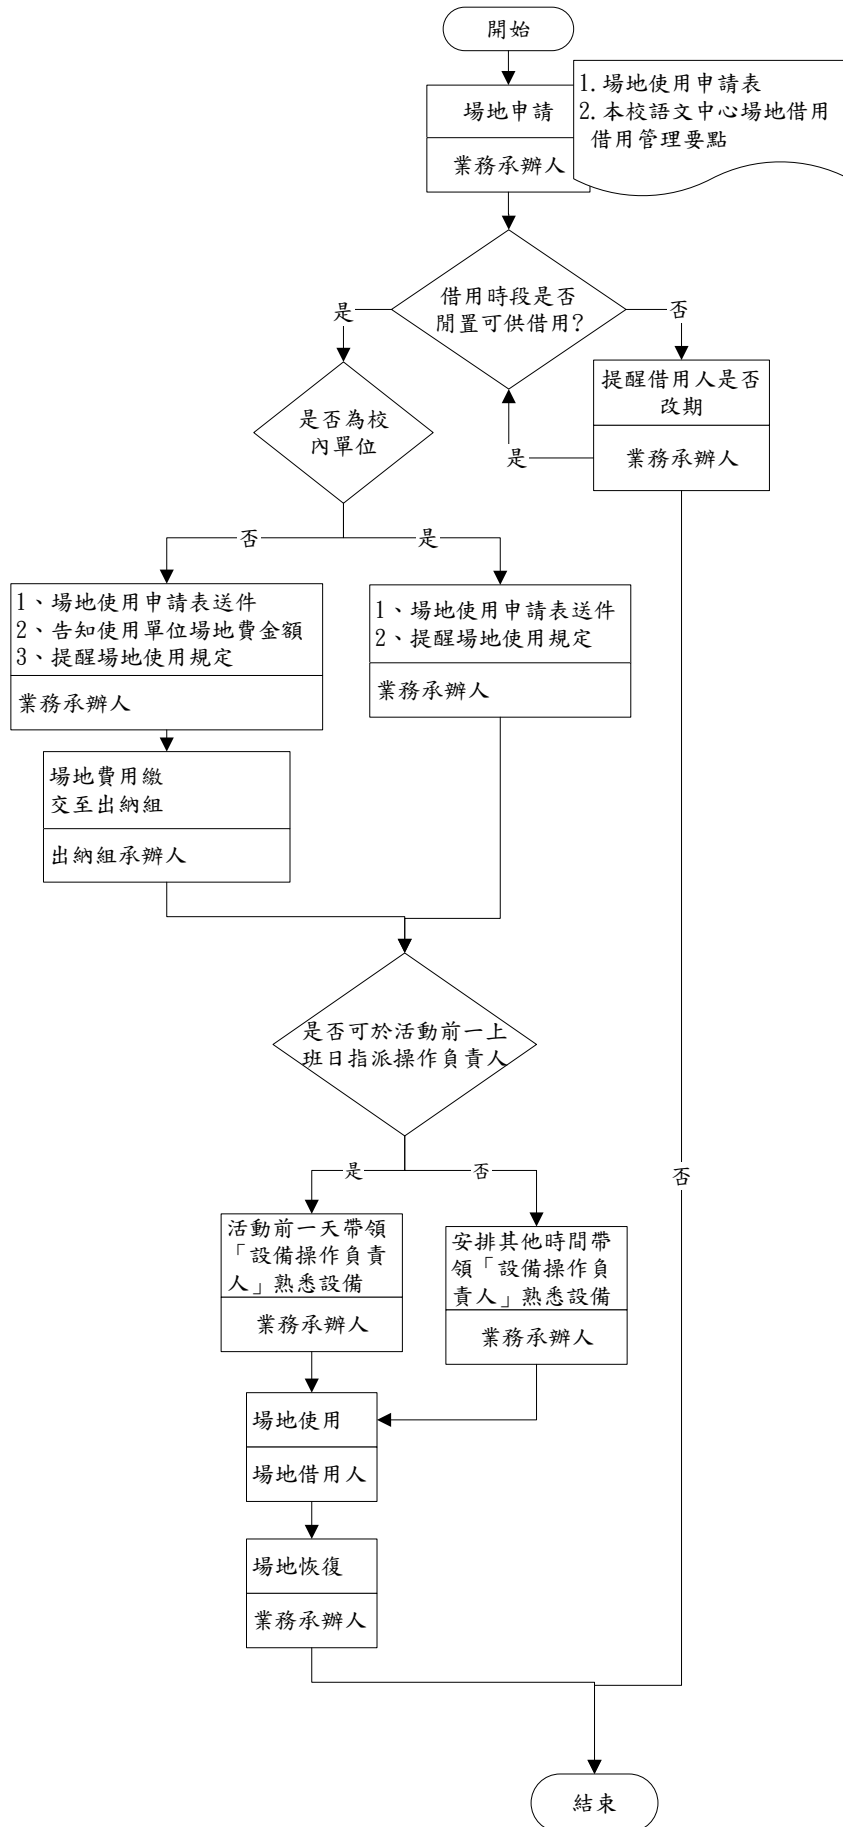 開始
場地申請
業務承辦人
1.場地使用申請表
2.本校語文中心場地借用
借用管理要點
借用時段是否
閒置可供借用?
是
否
提醒借用人是否
改期
業務承辦人
是
是否為校
內單位
否
是
1、場地使用申請表送件
2、告知使用單位場地費金額
3、提醒場地使用規定
業務承辦人
1、場地使用申請表送件
2、提醒場地使用規定
業務承辦人
場地費用繳
交至出納組
出納組承辦人
是否可於活動前一上
班日指派操作負責人
是
否
否
活動前一天帶領
「設備操作負責
人」熟悉設備
業務承辦人
安排其他時間帶
領「設備操作負
責人」熟悉設備
業務承辦人
場地使用
場地借用人
場地恢復
業務承辦人
結束